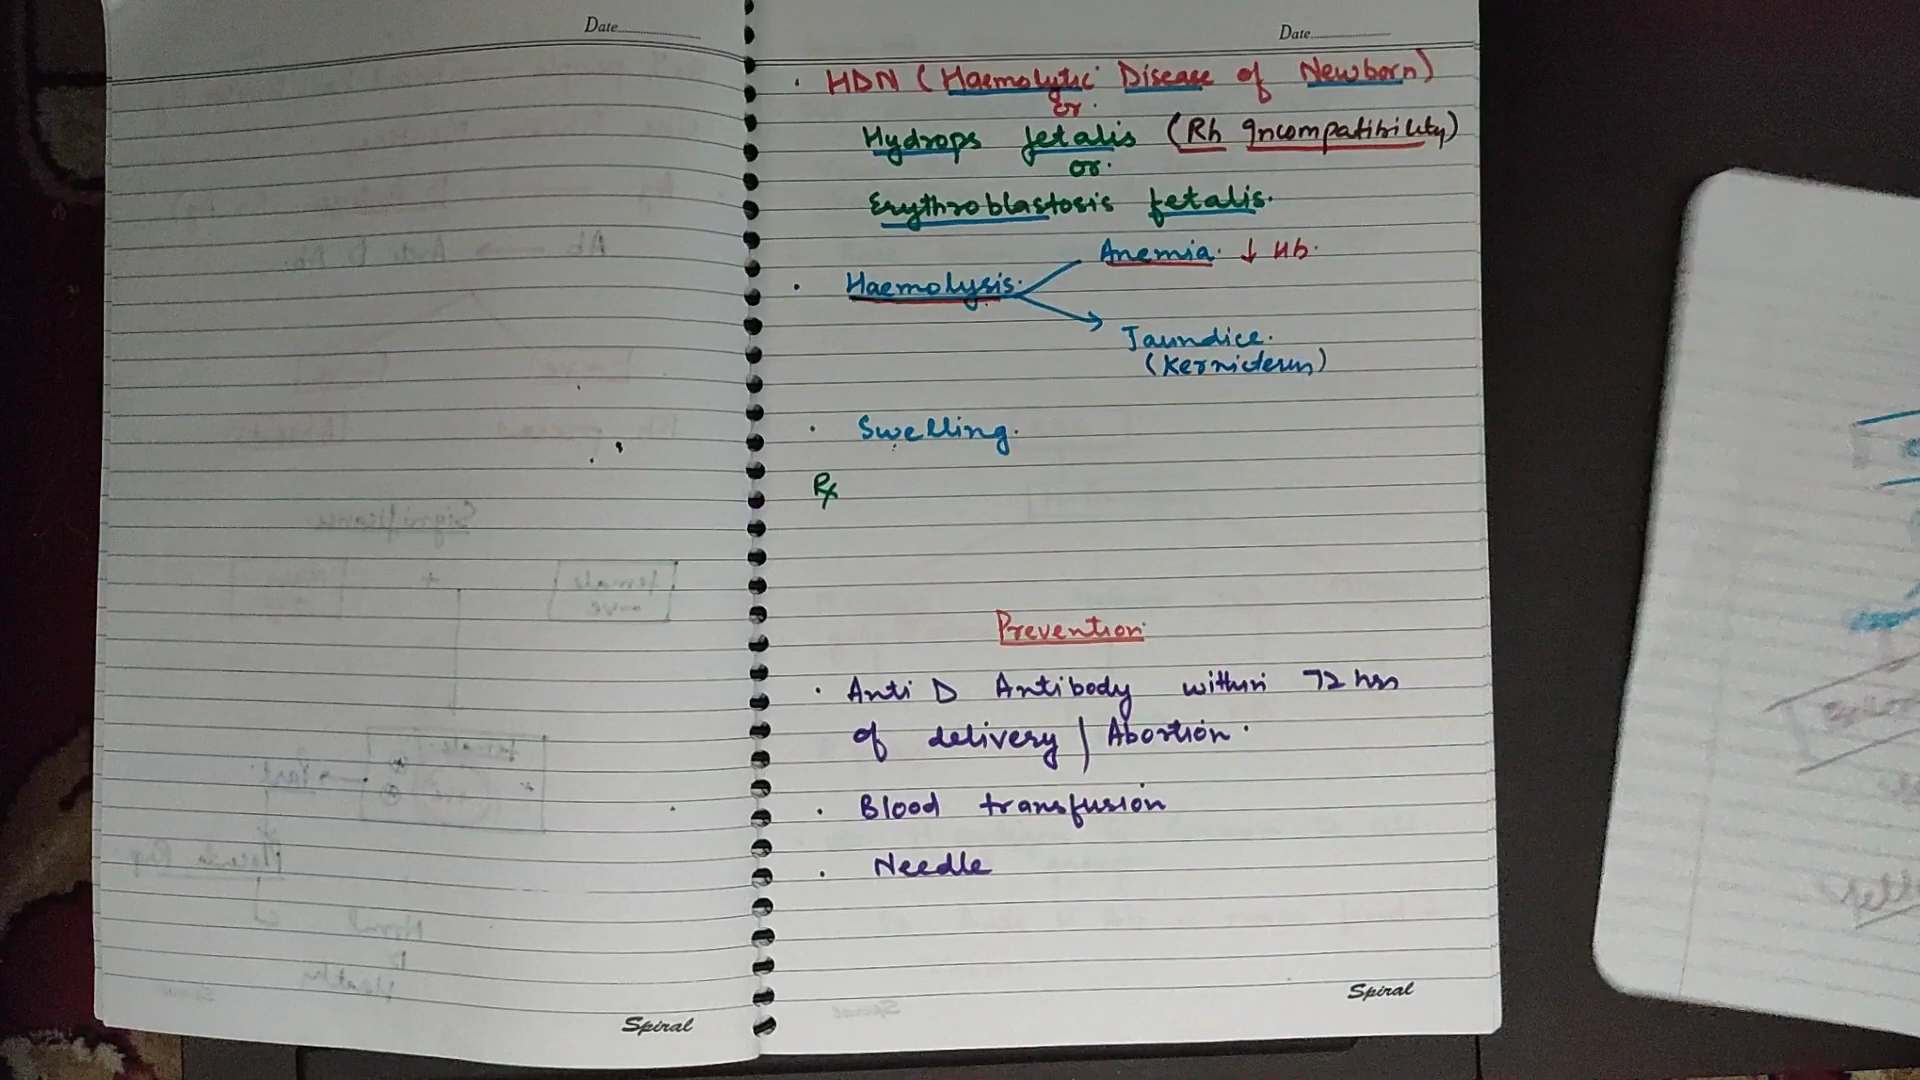 Date
Date
• HDN (Haemolytic Disease of Newborn)
or
Hydrops fetalis (Rh Incompatibility)
or
Erythroblastosis fetalis.
Anemia. ↓ Hb.
• Haemolysis.
Jaundice.
(Kernicterus)
• Swelling.
Rx
Prevention
• Anti D Antibody within 72 hrs
of delivery / Abortion.
• Blood transfusion
• Needle
Spiral
Spiral